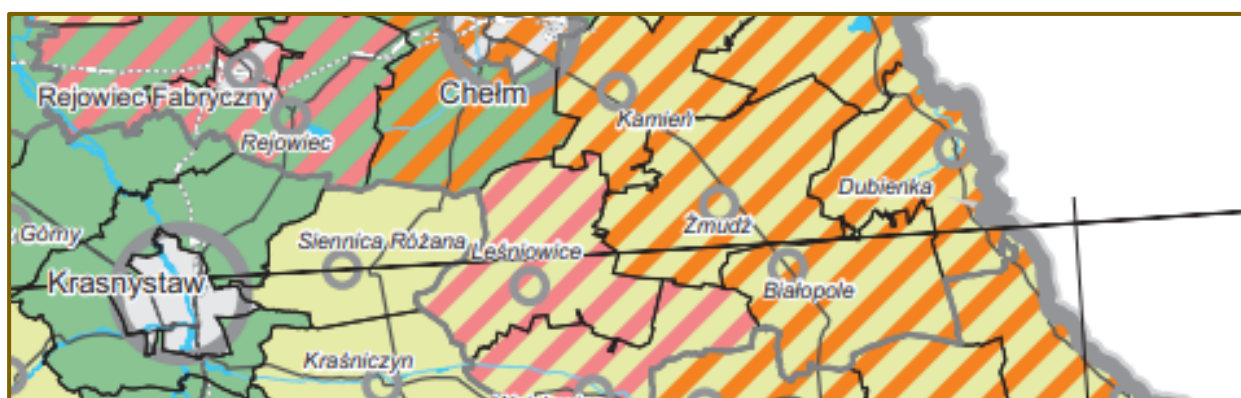 Rejowiec Fabryczny
Chełm
Kamień
Rejowiec
Dubienka
Żmudź
Górny
Siennica Różana
Leśniowice
Krasnystaw
Białopole
Kraśniczyn